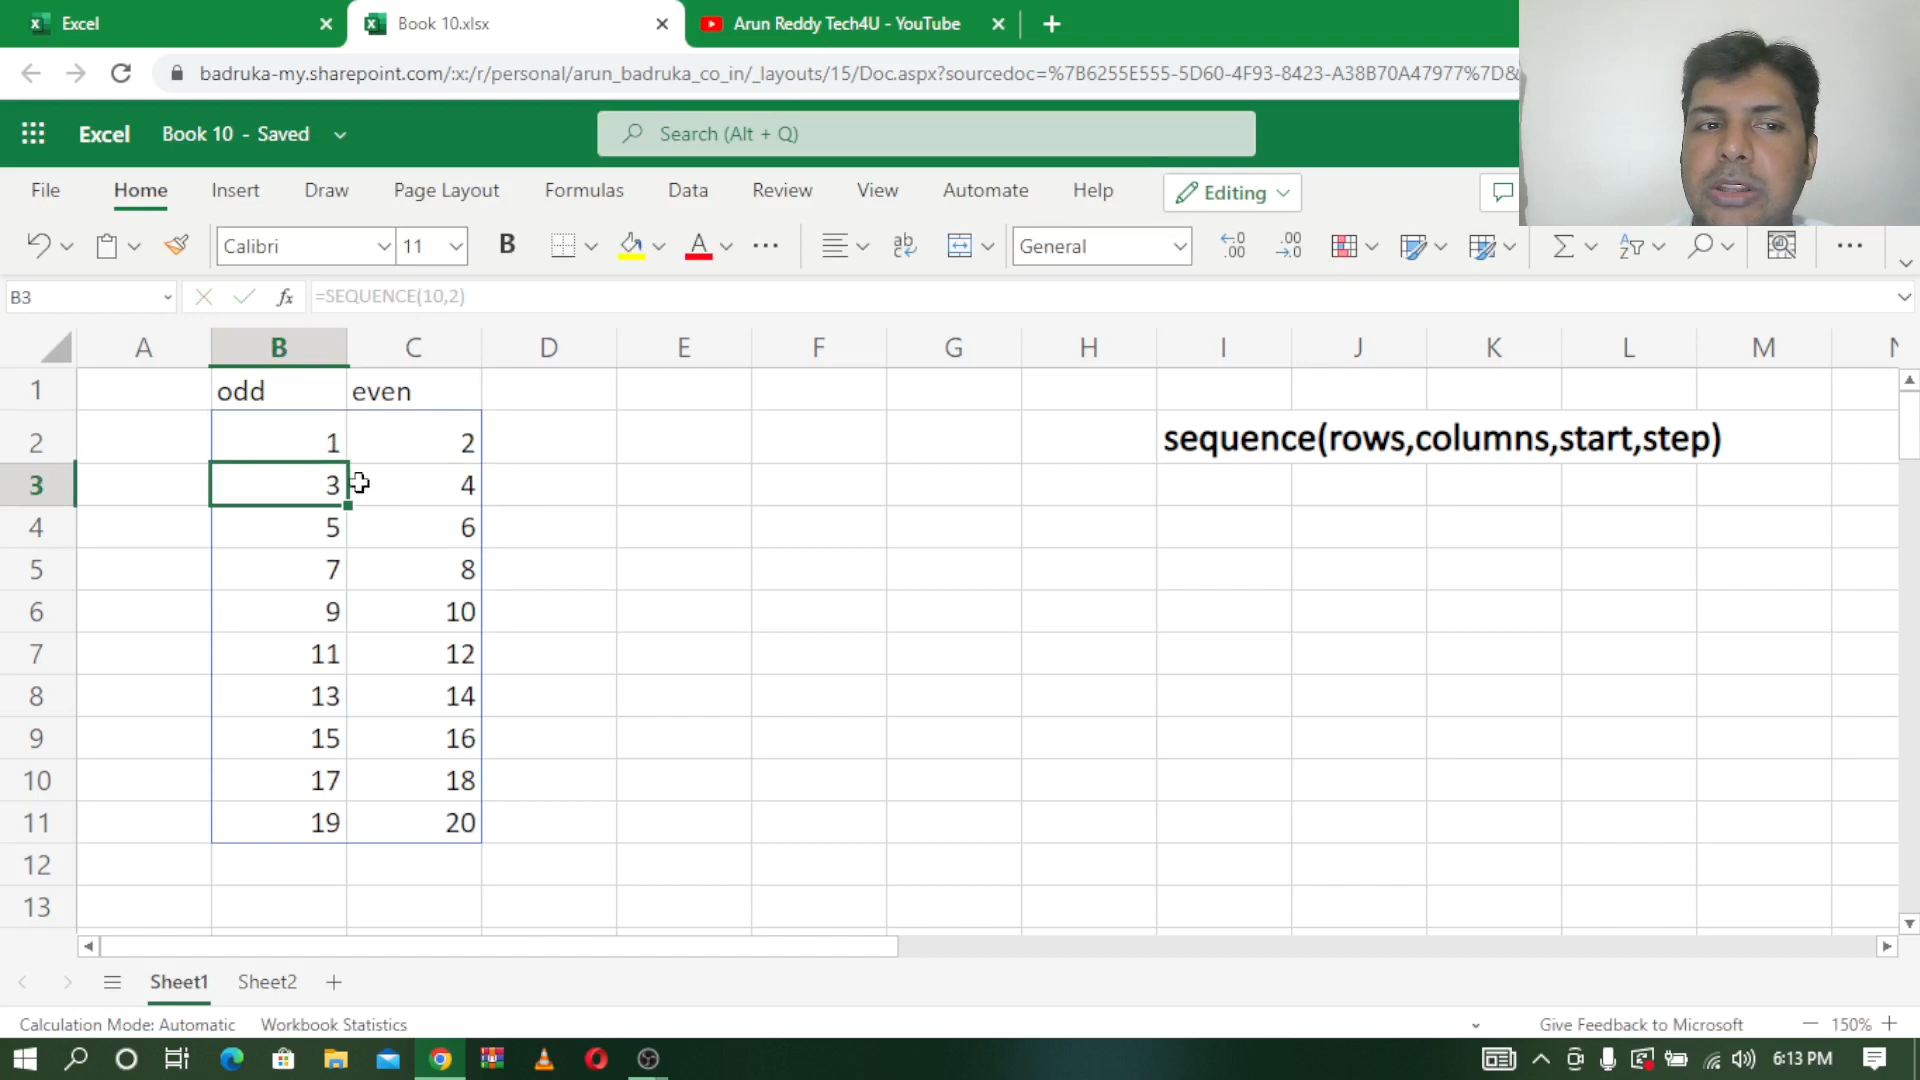 Excel
Book 10.xlsx
Arun Reddy Tech4U - YouTube
badruka-my.sharepoint.com/:x:/r/personal/arun_badruka_co_in/_layouts/15/Doc.aspx?sourcedoc=%7B6255E555-5D60-4F93-8423-A38B70A47977%7D&
Excel Book 10 - Saved
Search (Alt + Q)
File Home Insert Draw Page Layout Formulas Data Review View Automate Help Editing
Calibri 11 B A ab General
B3 fx =SEQUENCE(10,2)
A B C D E F G H I J K L M N
1 odd even
2 1 2 sequence(rows,columns,start,step)
3 3 4
4 5 6
5 7 8
6 9 10
7 11 12
8 13 14
9 15 16
10 17 18
11 19 20
12
13
Sheet1 Sheet2
Calculation Mode: Automatic Workbook Statistics Give Feedback to Microsoft 150%
6:13 PM